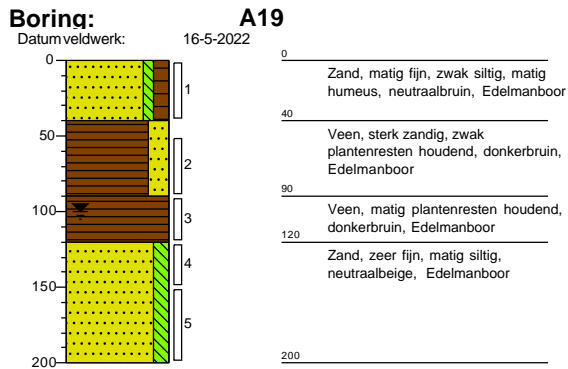 Boring: A19
Datum veldwerk: 16-5-2022
0
50
100
150
200
1
2
3
4
5
0
Zand, matig fijn, zwak siltig, matig
humeus, neutraalbruin, Edelmanboor
40
Veen, sterk zandig, zwak
plantenresten houdend, donkerbruin,
Edelmanboor
90
Veen, matig plantenresten houdend,
donkerbruin, Edelmanboor
120
Zand, zeer fijn, matig siltig,
neutraalbeige, Edelmanboor
200